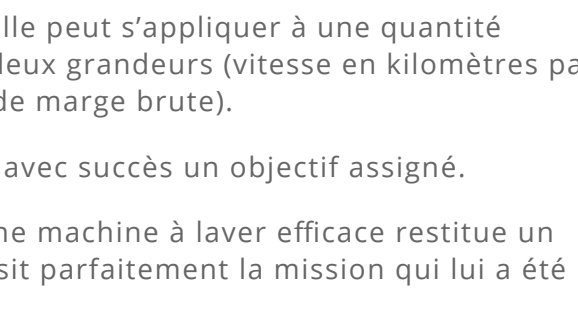 lle peut s’appliquer à une quantité
deux grandeurs (vitesse en kilomètres pa
de marge brute).
avec succès un objectif assigné.
ne machine à laver efficace restitue un
sit parfaitement la mission qui lui a été